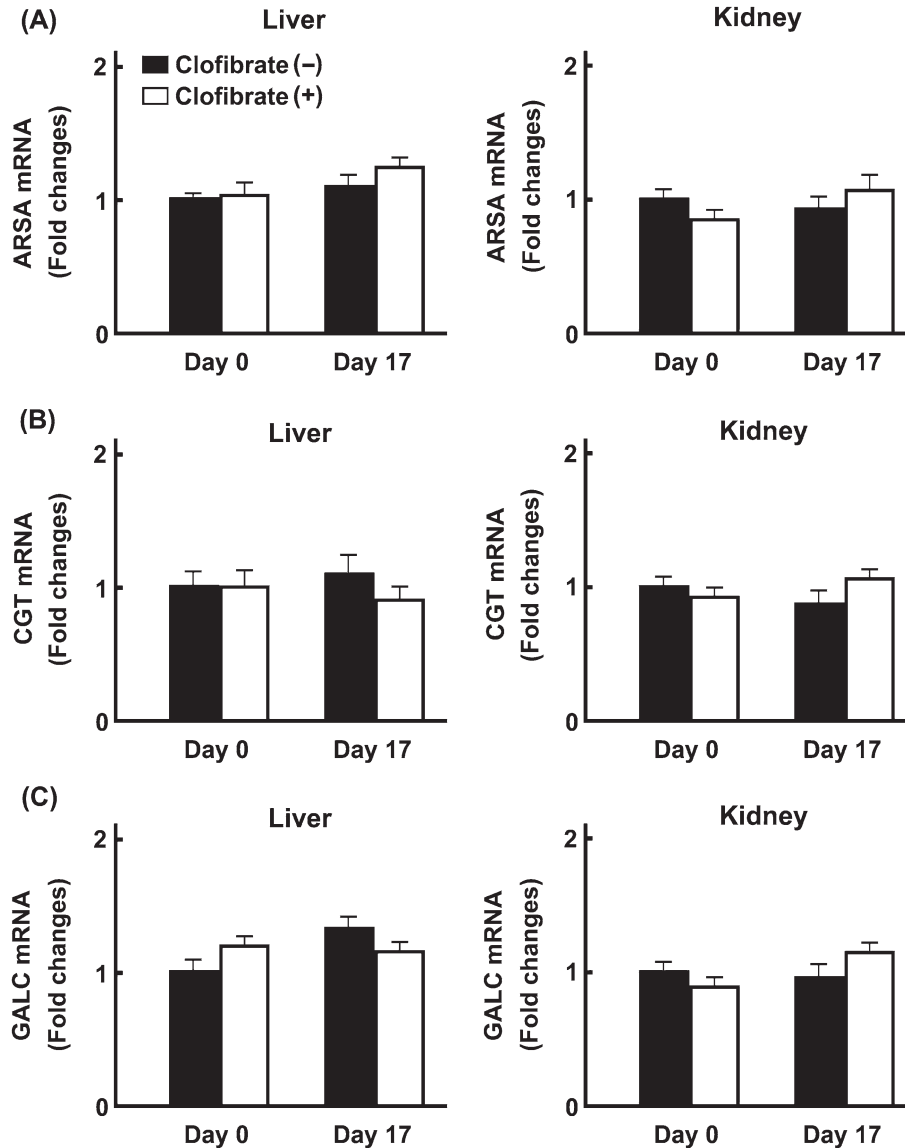 (A)
Liver
Kidney
Clofibrate (–)
Clofibrate (+)
ARSA mRNA
(Fold changes)
2
1
0
Day 0
Day 17
ARSA mRNA
(Fold changes)
2
1
0
Day 0
Day 17
(B)
Liver
Kidney
CGT mRNA
(Fold changes)
2
1
0
Day 0
Day 17
CGT mRNA
(Fold changes)
2
1
0
Day 0
Day 17
(C)
Liver
Kidney
GALC mRNA
(Fold changes)
2
1
0
Day 0
Day 17
GALC mRNA
(Fold changes)
2
1
0
Day 0
Day 17